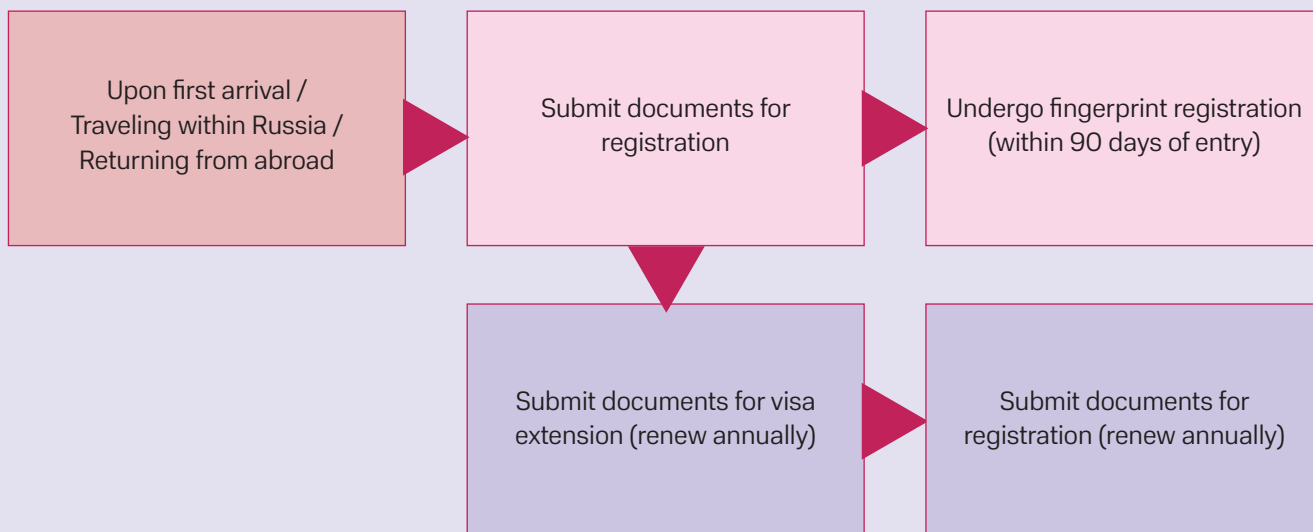 Upon first arrival /
Traveling within Russia /
Returning from abroad
Submit documents for
registration
Undergo fingerprint registration
(within 90 days of entry)
Submit documents for visa
extension (renew annually)
Submit documents for
registration (renew annually)